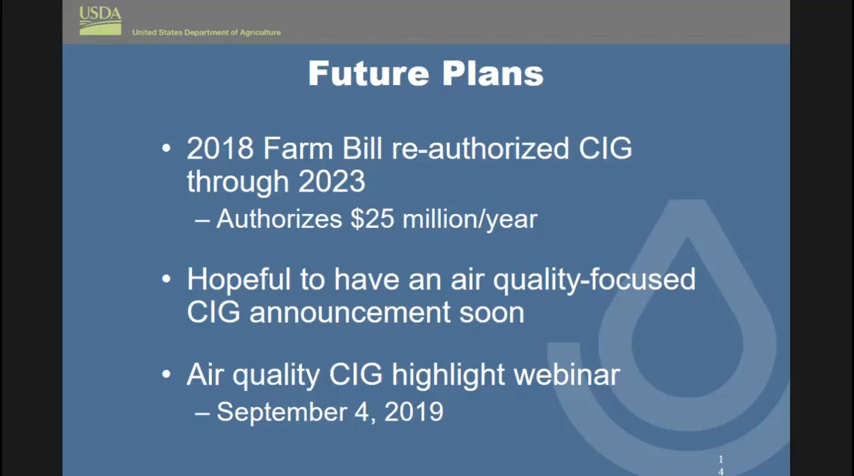 USDA
United States Department of Agriculture
Future Plans
• 2018 Farm Bill re-authorized CIG
through 2023
– Authorizes $25 million/year
• Hopeful to have an air quality-focused
CIG announcement soon
• Air quality CIG highlight webinar
– September 4, 2019
1
4